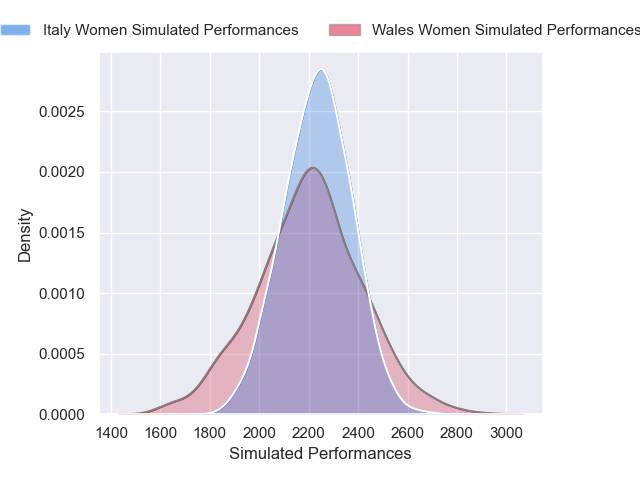 Italy Women Simulated Performances
Wales Women Simulated Performances
0.0025
0.0020
0.0015
0.0010
0.0005
0.0000
Density
1400 1600 1800 2000 2200 2400 2600 2800 3000
Simulated Performances